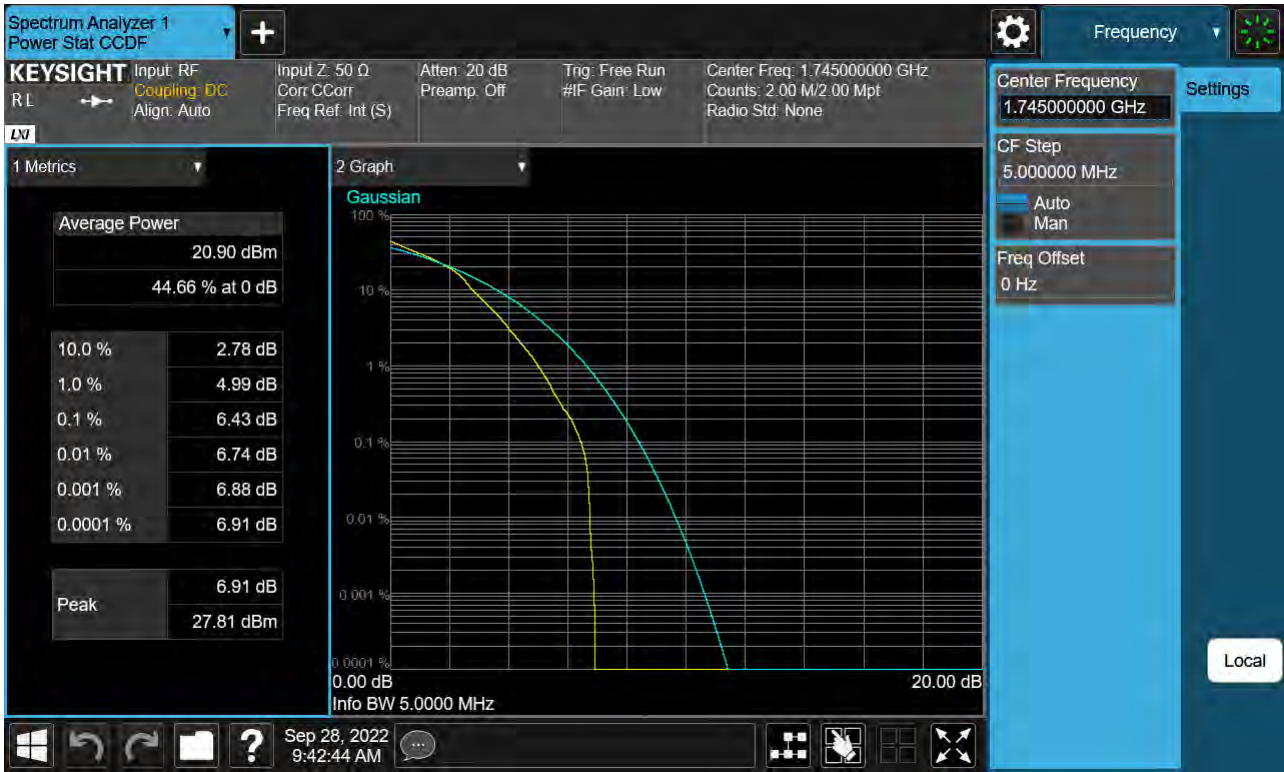 Spectrum Analyzer 1
Power Stat CCDF
+
Frequency
KEYSIGHT
R L
LXI
Input: RF
Coupling: DC
Align: Auto
Input Z: 50 Ω
Corr CCorr
Freq Ref: Int (S)
Atten: 20 dB
Preamp: Off
Trig: Free Run
#IF Gain: Low
Center Freq: 1.745000000 GHz
Counts: 2.00 M/2.00 Mpt
Radio Std: None
1 Metrics
Average Power
20.90 dBm
44.66 % at 0 dB
10.0 % 2.78 dB
1.0 % 4.99 dB
0.1 % 6.43 dB
0.01 % 6.74 dB
0.001 % 6.88 dB
0.0001 % 6.91 dB
Peak
6.91 dB
27.81 dBm
2 Graph
Gaussian
100 %
10 %
1 %
0.1 %
0.01 %
0.001 %
0.0001 %
0.00 dB 20.00 dB
Info BW 5.0000 MHz
Center Frequency
1.745000000 GHz
CF Step
5.000000 MHz
Auto
Man
Freq Offset
0 Hz
Settings
Local
?
Sep 28, 2022
9:42:44 AM